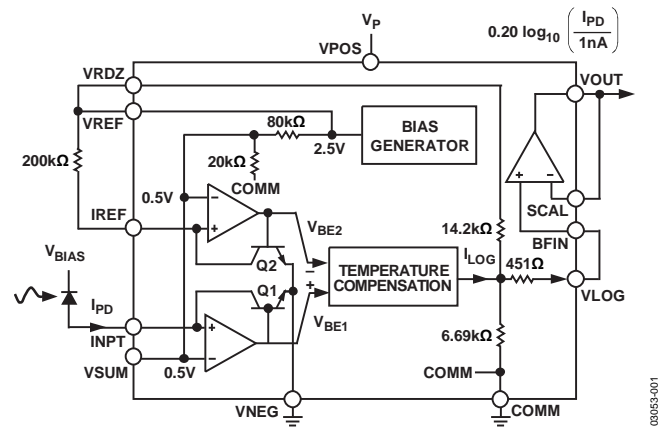 V_P
0.20 log10 (I_PD / 1nA)
VPOS
VRDZ
VOUT
VREF
80kΩ
BIAS
GENERATOR
2.5V
200kΩ
20kΩ
COMM
0.5V
SCAL
IREF
V_BE2
14.2kΩ
BFIN
V_BIAS
Q2
I_LOG
451Ω
TEMPERATURE
COMPENSATION
Q1
VLOG
I_PD
V_BE1
INPT
6.69kΩ
VSUM
0.5V
COMM
VNEG
COMM
03053-001
+
−
+
−
+
−
−
+